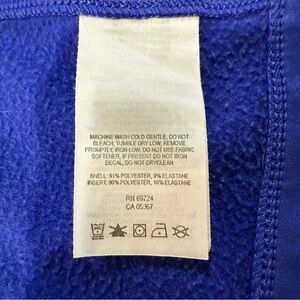 MACHINE WASH COLD GENTLE, DO NOT
BLEACH, TUMBLE DRY LOW, REMOVE
PROMPTLY, IRON LOW, DO NOT USE FABRIC
SOFTENER, IF PRESENT DO NOT IRON
DECAL, DO NOT DRYCLEAN
SHELL: 91% POLYESTER, 9% ELASTANE
INSERT: 90% POLYESTER, 10% ELASTANE
RN 69724
CA 05367